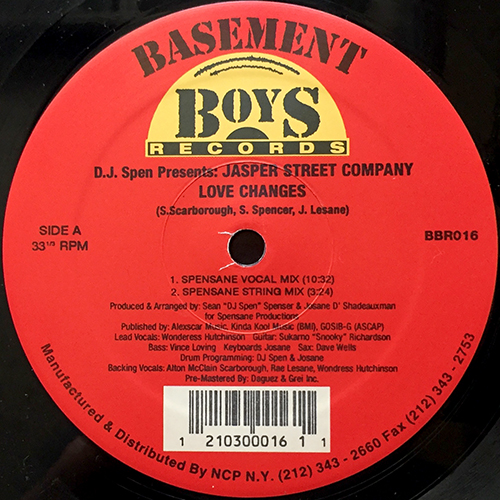 BASEMENT
BOYS
RECORDS
D.J. Spen Presents: JASPER STREET COMPANY
LOVE CHANGES
(S.Scarborough, S. Spencer, J. Lesane)
SIDE A
33 1/3 RPM
BBR016
1. SPENSANE VOCAL MIX (10:32)
2. SPENSANE STRING MIX (3:24)
Produced & Arranged by: Sean "DJ Spen" Spenser & Josane D' Shadeauxman
for Spensane Productions
Published by: Alexscar Music, Kinda Kool Music (BMI), GOSIB-G (ASCAP)
Lead Vocals: Wonderess Hutchinson Guitar: Sukamo "Snooky" Richardson
Bass: Vince Loving Keyboards Josane Sax: Dave Wells
Drum Programming: DJ Spen & Josane
Backing Vocals: Alton McClain Scarborough, Rae Lesane, Wondress Hutchinson
Pre-Mastered By: Daguez & Grei Inc.
1 2103000161 1
Manufactured & Distributed By NCP N.Y. (212) 343 - 2660 Fax (212) 343 - 2753